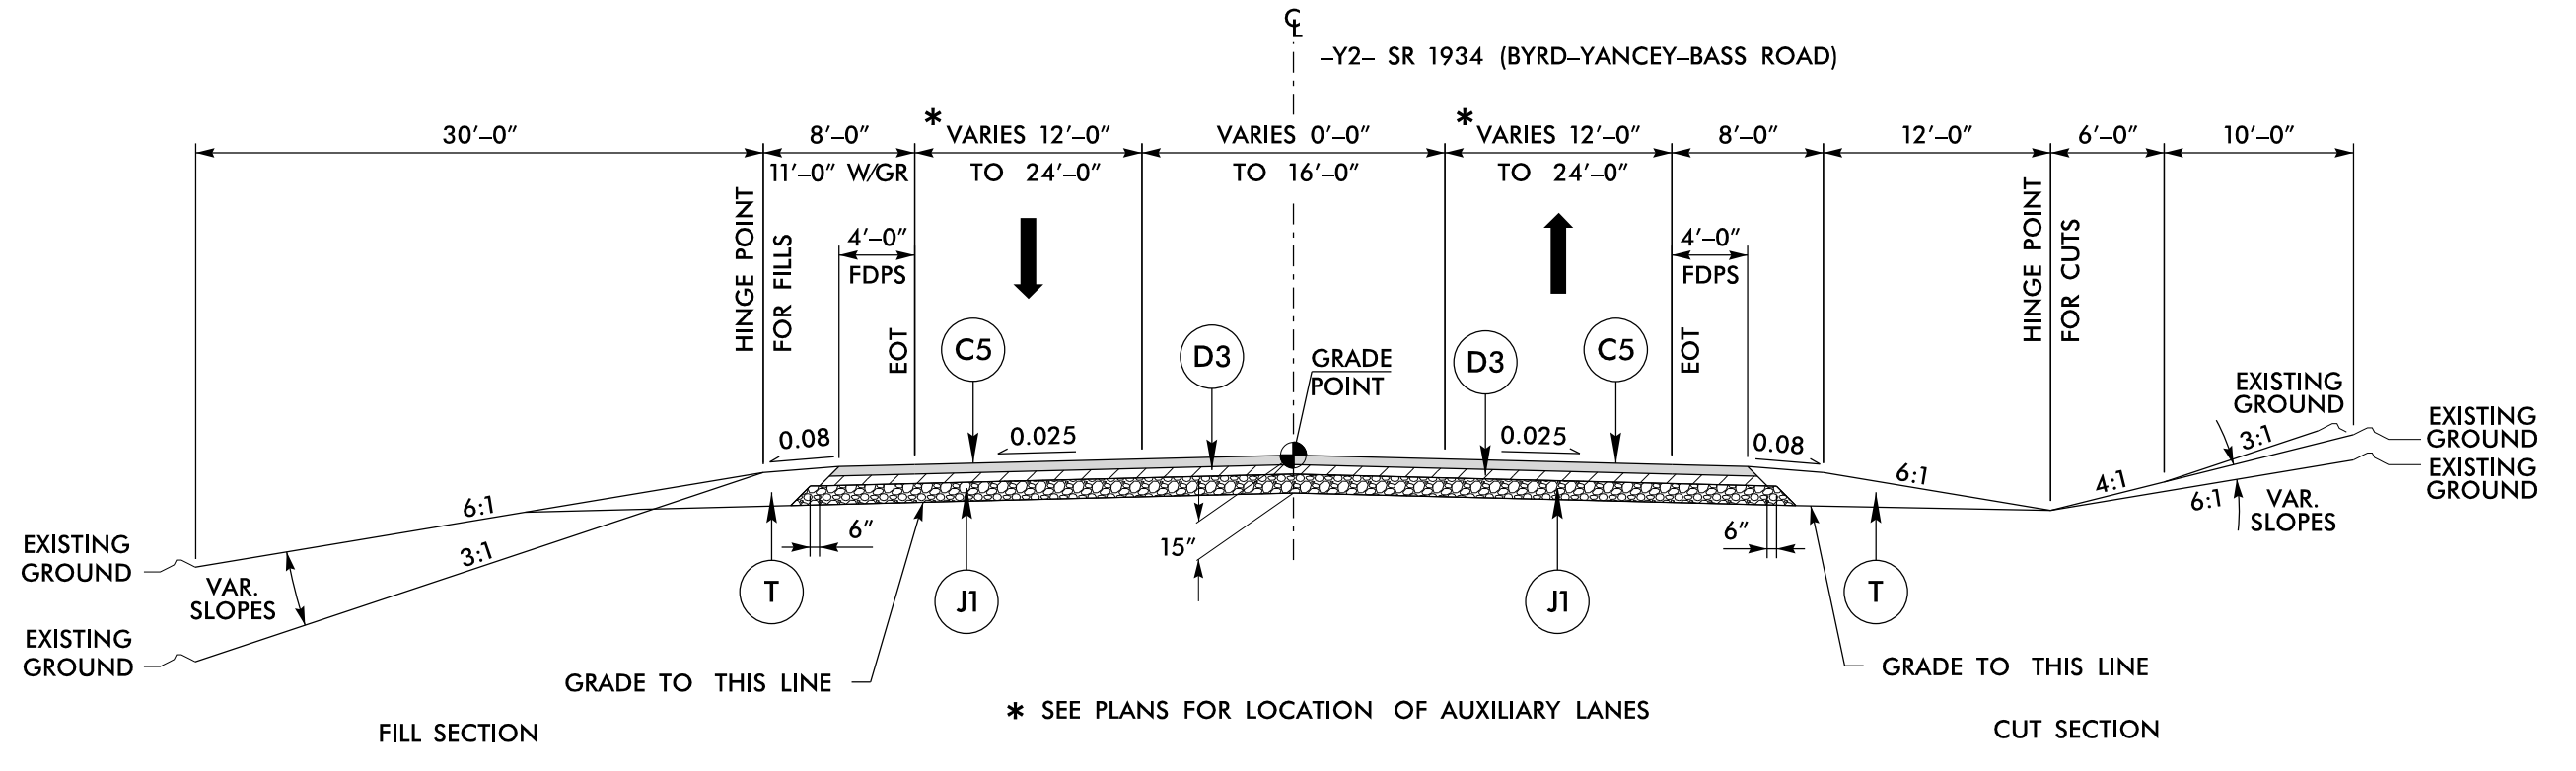 ℄
–Y2– SR 1934 (BYRD–YANCEY–BASS ROAD)
30'–0"
8'–0"
* VARIES 12'–0"
VARIES 0'–0"
* VARIES 12'–0"
8'–0"
12'–0"
6'–0"
10'–0"
11'–0" W/GR
TO 24'–0"
TO 16'–0"
TO 24'–0"
HINGE POINT
FOR FILLS
4'–0"
FDPS
EOT
4'–0"
FDPS
EOT
HINGE POINT
FOR CUTS
C5
D3
GRADE
POINT
D3
C5
0.08
0.025
0.025
0.08
6:1
3:1
6:1
4:1
3:1
6:1
EXISTING
GROUND
EXISTING
GROUND
EXISTING
GROUND
VAR.
SLOPES
EXISTING
GROUND
VAR.
SLOPES
EXISTING
GROUND
6"
15"
6"
T
J1
J1
T
GRADE TO THIS LINE
GRADE TO THIS LINE
* SEE PLANS FOR LOCATION OF AUXILIARY LANES
FILL SECTION
CUT SECTION